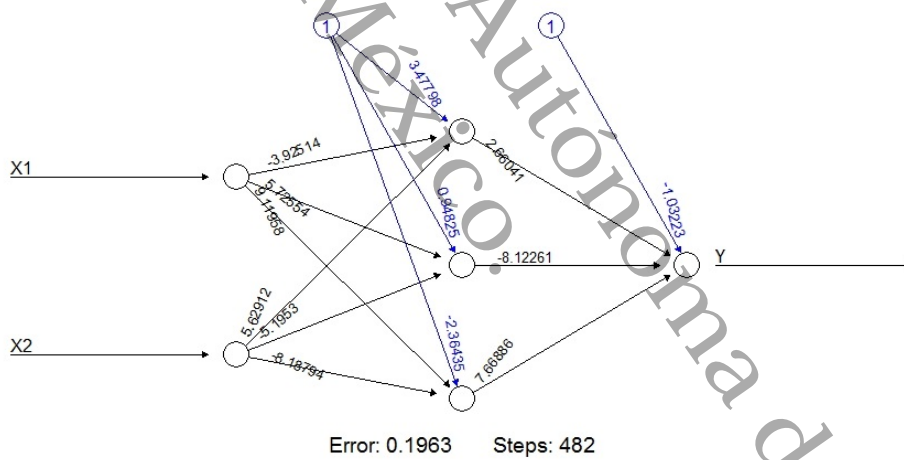 1
1
3.47798
X1
-3.92514
5.72554
9.11958
2.66041
0.94825
-1.03223
-8.12261
Y
5.62912
-5.1953
X2
-8.18794
-2.36435
7.66886
Error: 0.1963 Steps: 482
Autónoma d
México.